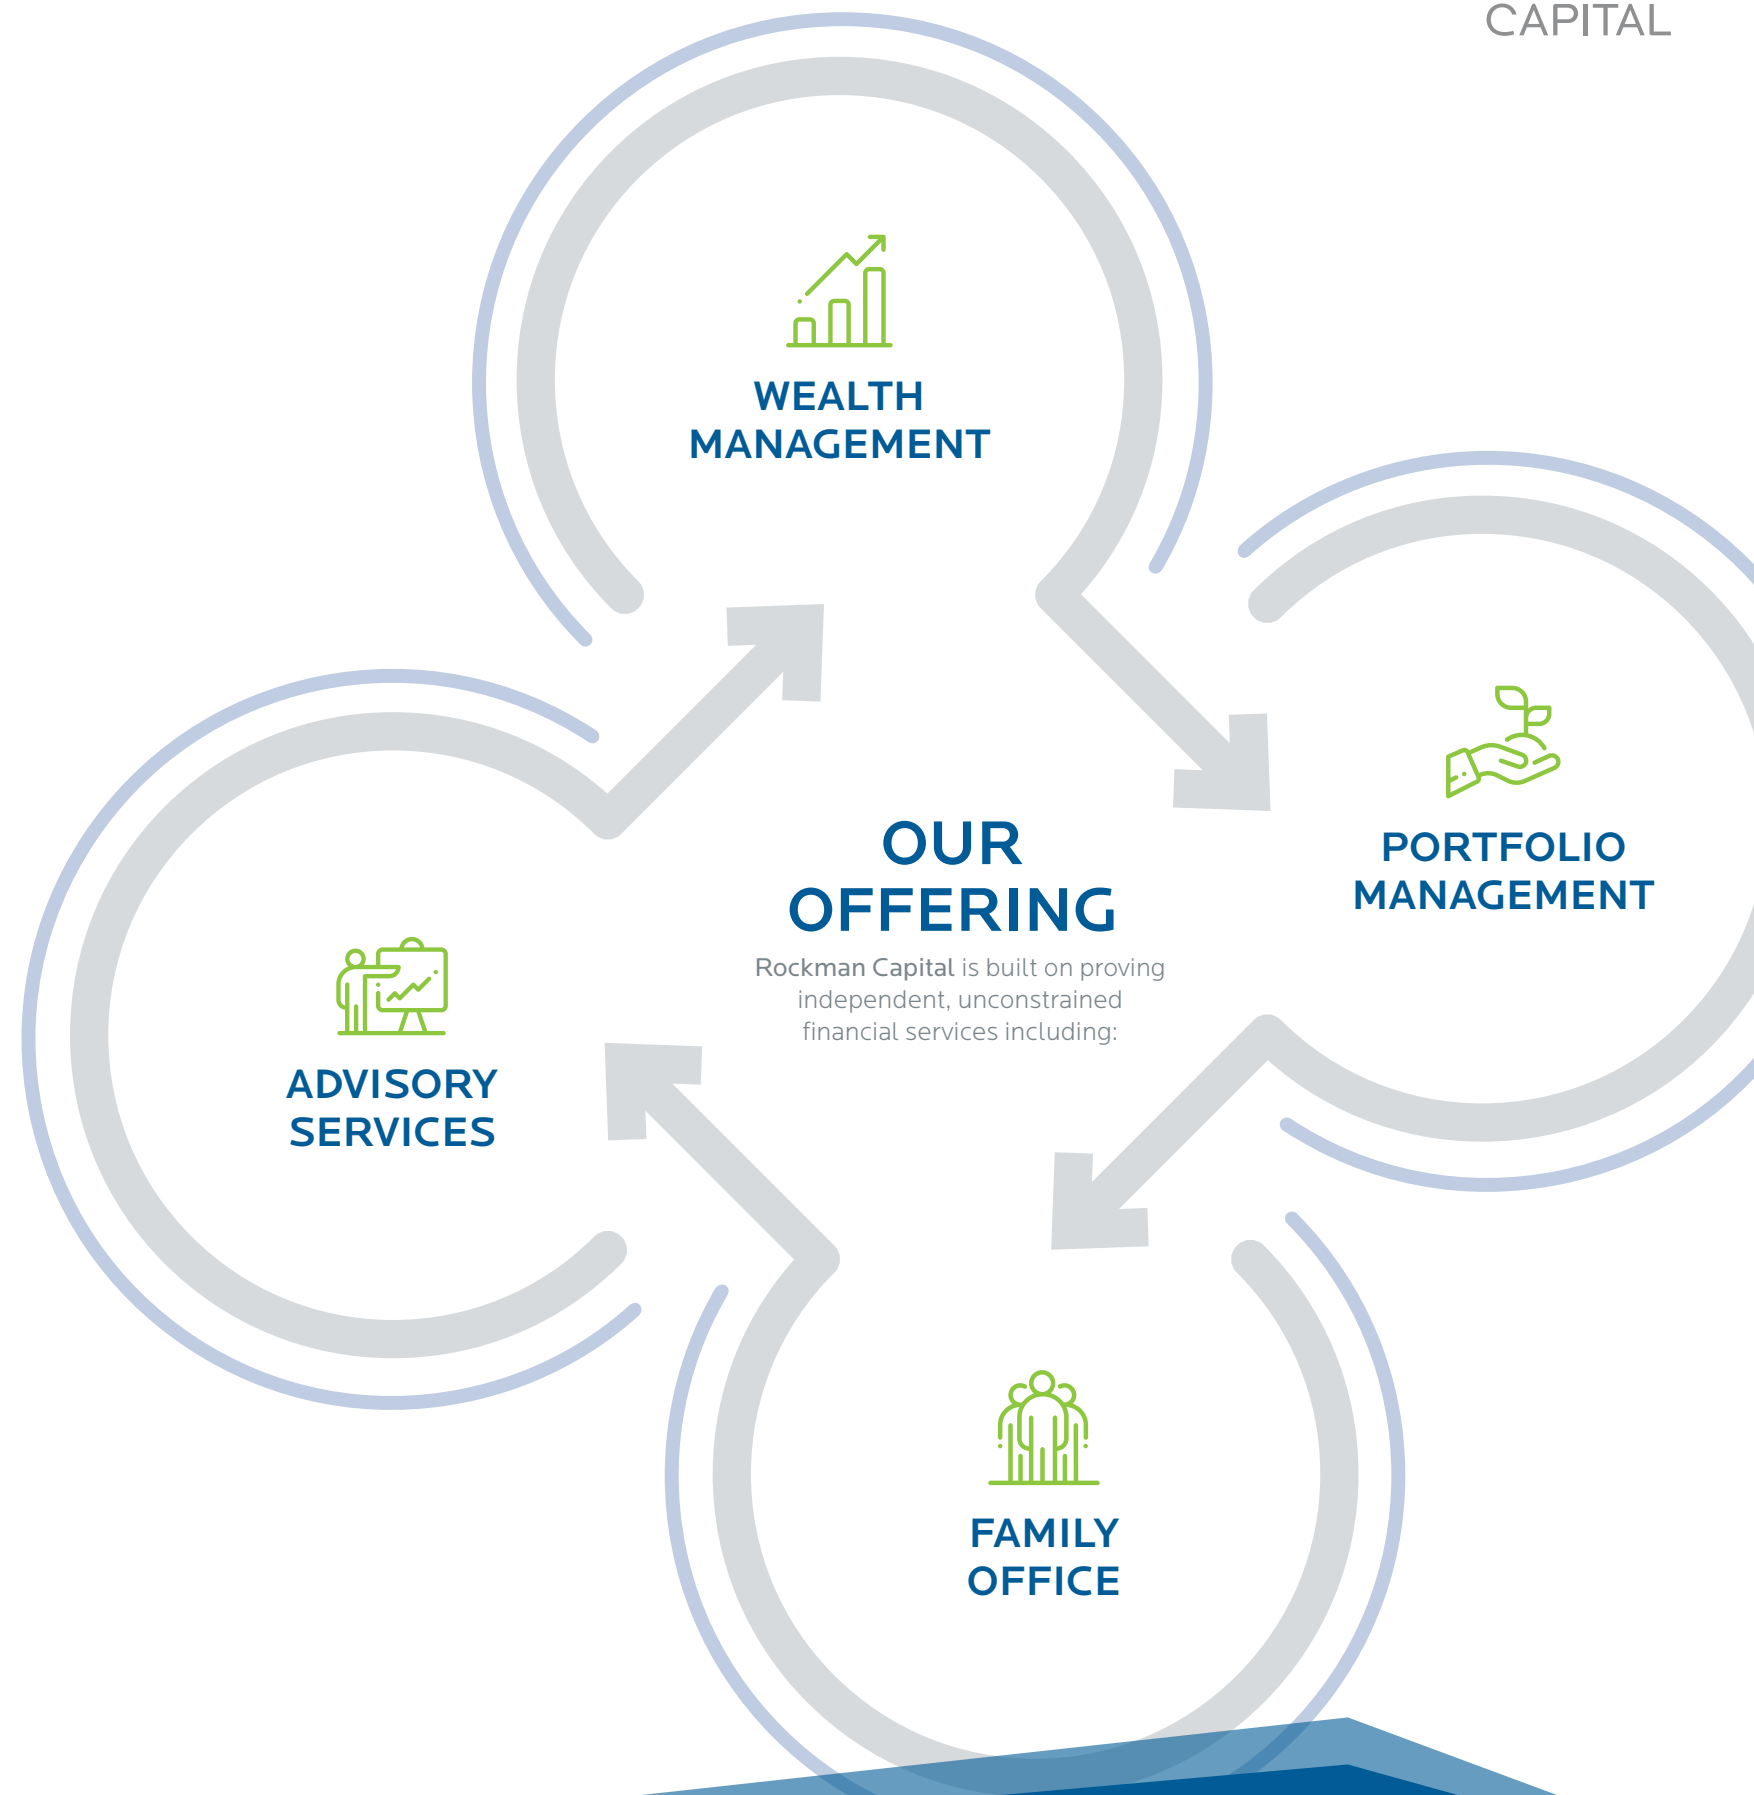 CAPITAL
WEALTH
MANAGEMENT
PORTFOLIO
MANAGEMENT
OUR
OFFERING
Rockman Capital is built on proving
independent, unconstrained
financial services including:
ADVISORY
SERVICES
FAMILY
OFFICE